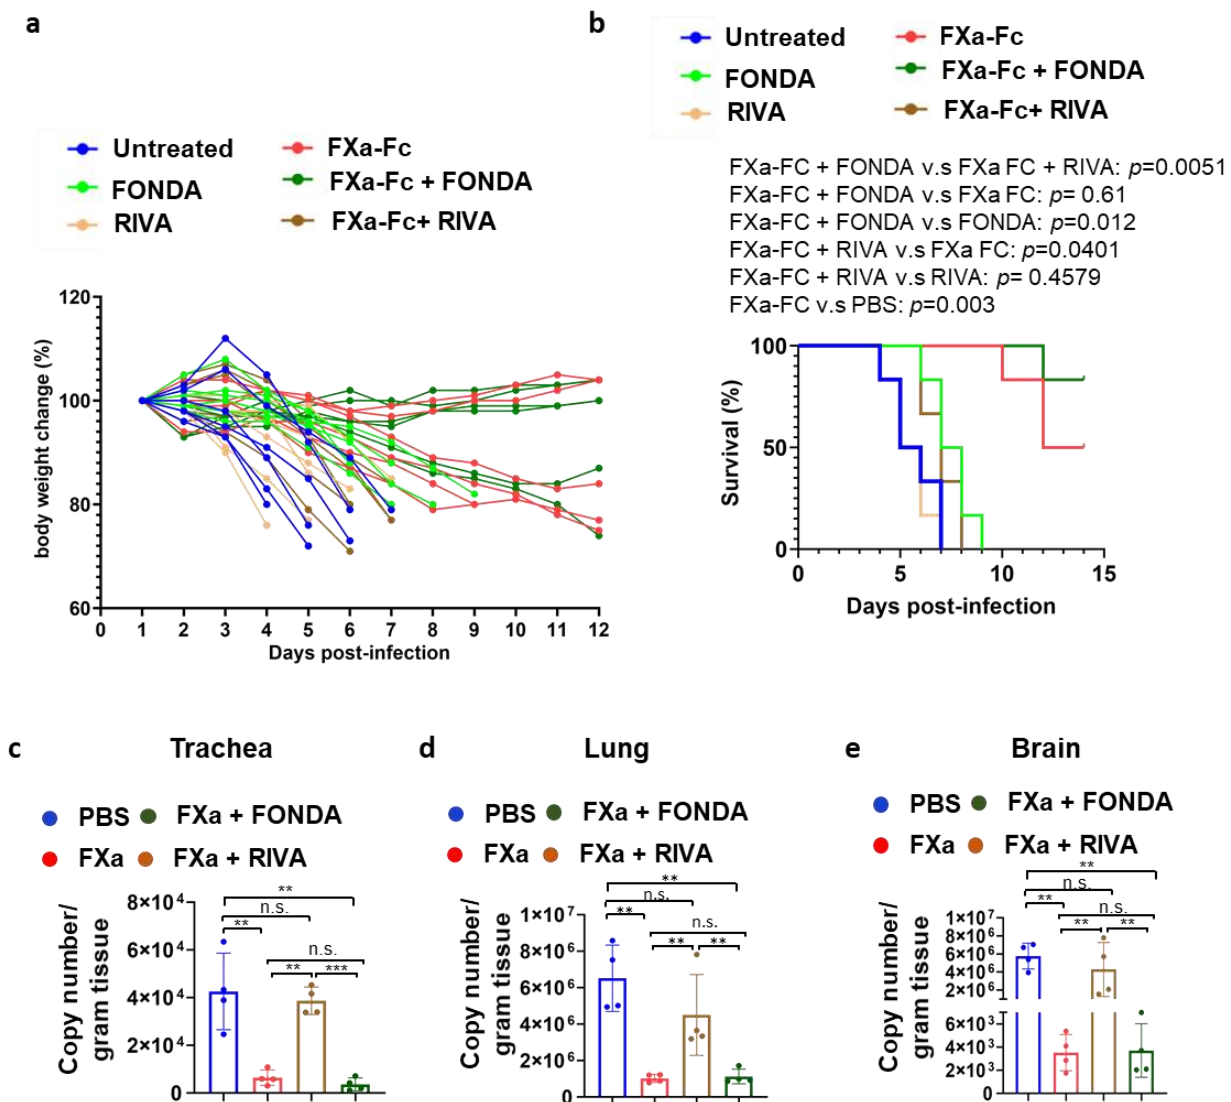 a
Untreated
FXa-Fc
FONDA
FXa-Fc + FONDA
RIVA
FXa-Fc+ RIVA
body weight change (%)
120
100
80
60
0 1 2 3 4 5 6 7 8 9 10 11 12
Days post-infection
b
Untreated
FXa-Fc
FONDA
FXa-Fc + FONDA
RIVA
FXa-Fc+ RIVA
FXa-FC + FONDA v.s FXa FC + RIVA: p=0.0051
FXa-FC + FONDA v.s FXa FC: p= 0.61
FXa-FC + FONDA v.s FONDA: p=0.012
FXa-FC + RIVA v.s FXa FC: p=0.0401
FXa-FC + RIVA v.s RIVA: p= 0.4579
FXa-FC v.s PBS: p=0.003
Survival (%)
100
50
0
0 5 10 15
Days post-infection
c
Trachea
PBS
FXa + FONDA
FXa
FXa + RIVA
Copy number/
gram tissue
8×10⁴
6×10⁴
4×10⁴
2×10⁴
0
**
n.s.
**
n.s.
** ***
d
Lung
PBS
FXa + FONDA
FXa
FXa + RIVA
Copy number/
gram tissue
1×10⁷
8×10⁶
6×10⁶
4×10⁶
2×10⁶
0
**
n.s.
**
n.s.
** **
e
Brain
PBS
FXa + FONDA
FXa
FXa + RIVA
Copy number/
gram tissue
1×10⁷
8×10⁶
6×10⁶
4×10⁶
2×10⁶
6×10³
4×10³
2×10³
0
**
n.s.
**
n.s.
** **